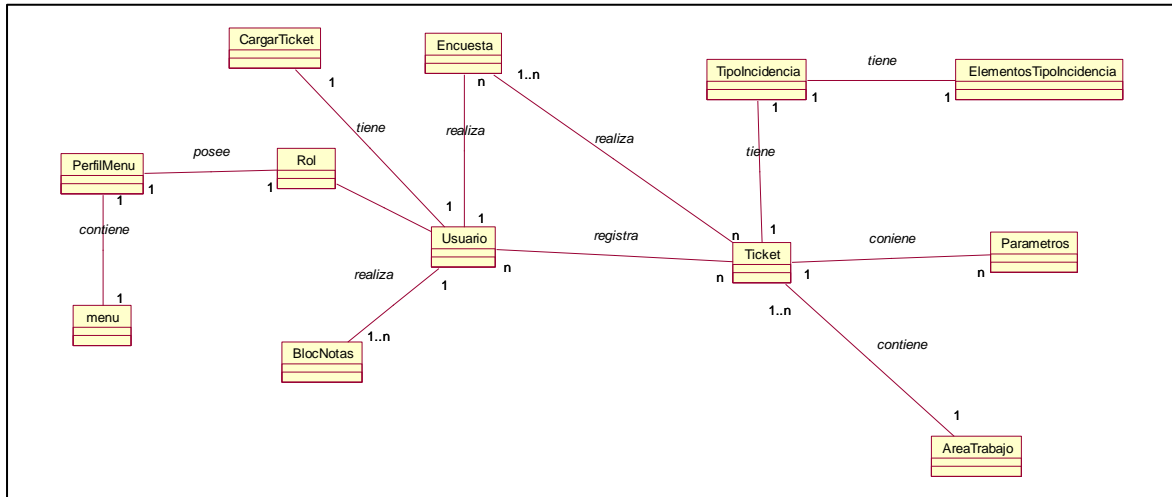 CargarTicket
Encuesta
TipoIncidencia
tiene
ElementosTipoIncidencia
1
n
1..n
1
1
1
realiza
tiene
realiza
tiene
PerfilMenu
posee
Rol
1
1
1
contiene
1
1
Usuario
registra
n
1
Ticket
coniene
Parametros
n
n
1
n
realiza
1
1
menu
1..n
1..n
BlocNotas
contiene
1
AreaTrabajo